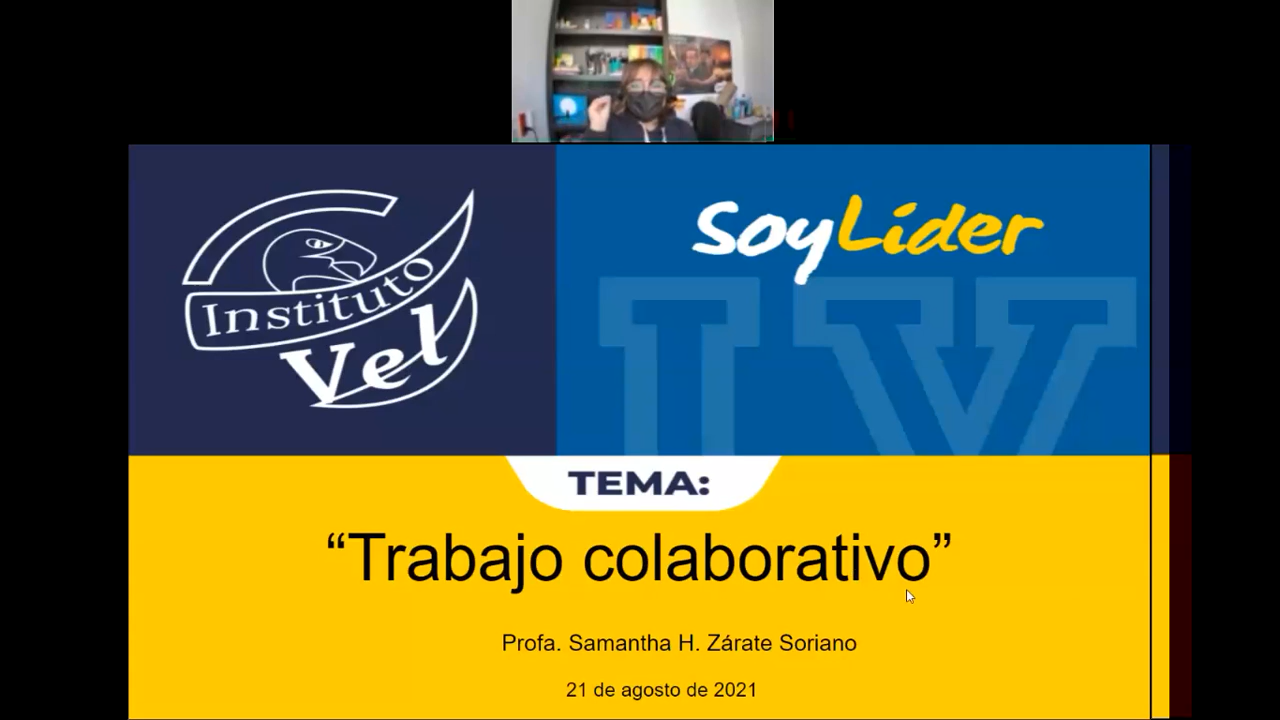 Instituto
Vel
SoyLíder
IV
TEMA:
“Trabajo colaborativo”
Profa. Samantha H. Zárate Soriano
21 de agosto de 2021